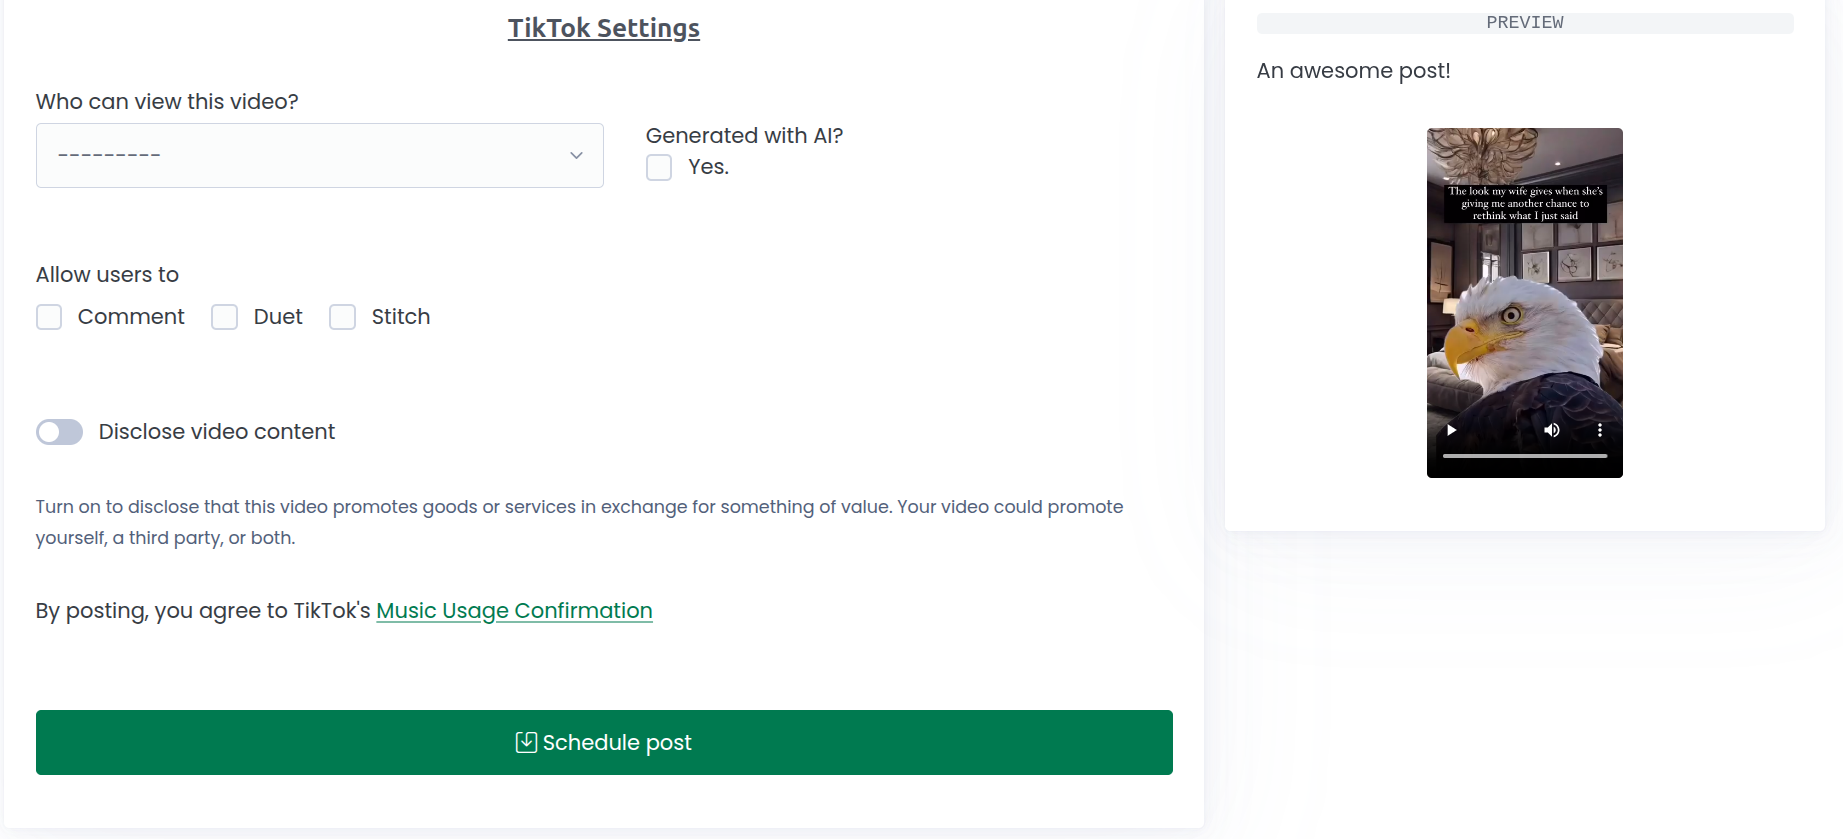 TikTok Settings
Who can view this video?
---------
Generated with AI?
Yes.
Allow users to
Comment Duet Stitch
Disclose video content
Turn on to disclose that this video promotes goods or services in exchange for something of value. Your video could promote
yourself, a third party, or both.
By posting, you agree to TikTok's Music Usage Confirmation
Schedule post
PREVIEW
An awesome post!
The look my wife gives when she's
giving me another chance to
rethink what I just said